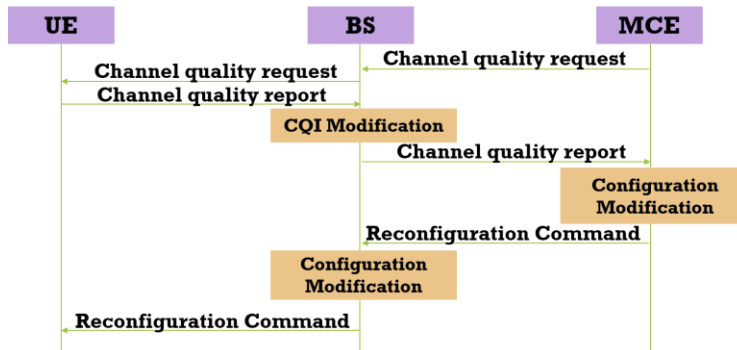 UE
BS
MCE
Channel quality request
Channel quality request
Channel quality report
CQI Modification
Channel quality report
Configuration
Modification
Reconfiguration Command
Configuration
Modification
Reconfiguration Command